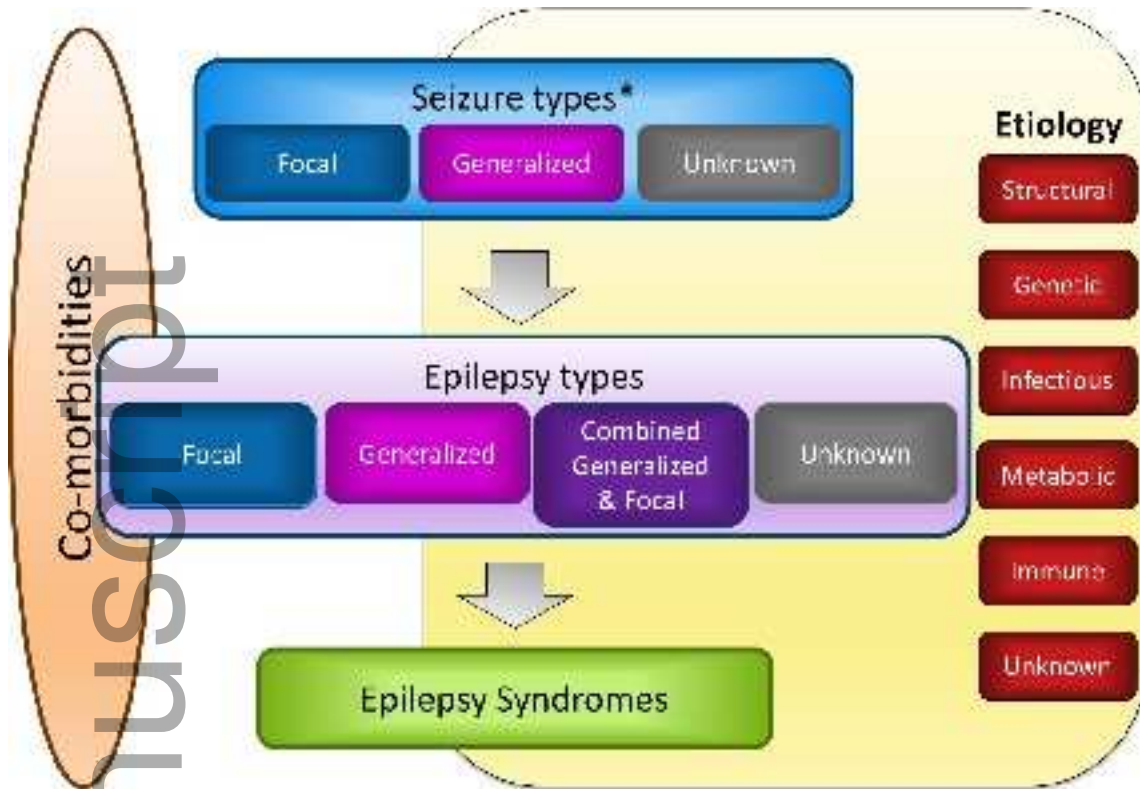 Seizure types*
Focal
Generalized
Unknown
Etiology
Structural
Genetic
Infectious
Metabolic
Immune
Unknown
Co-morbidities
Epilepsy types
Focal
Generalized
Combined
Generalized
& Focal
Unknown
Epilepsy Syndromes
nuscript